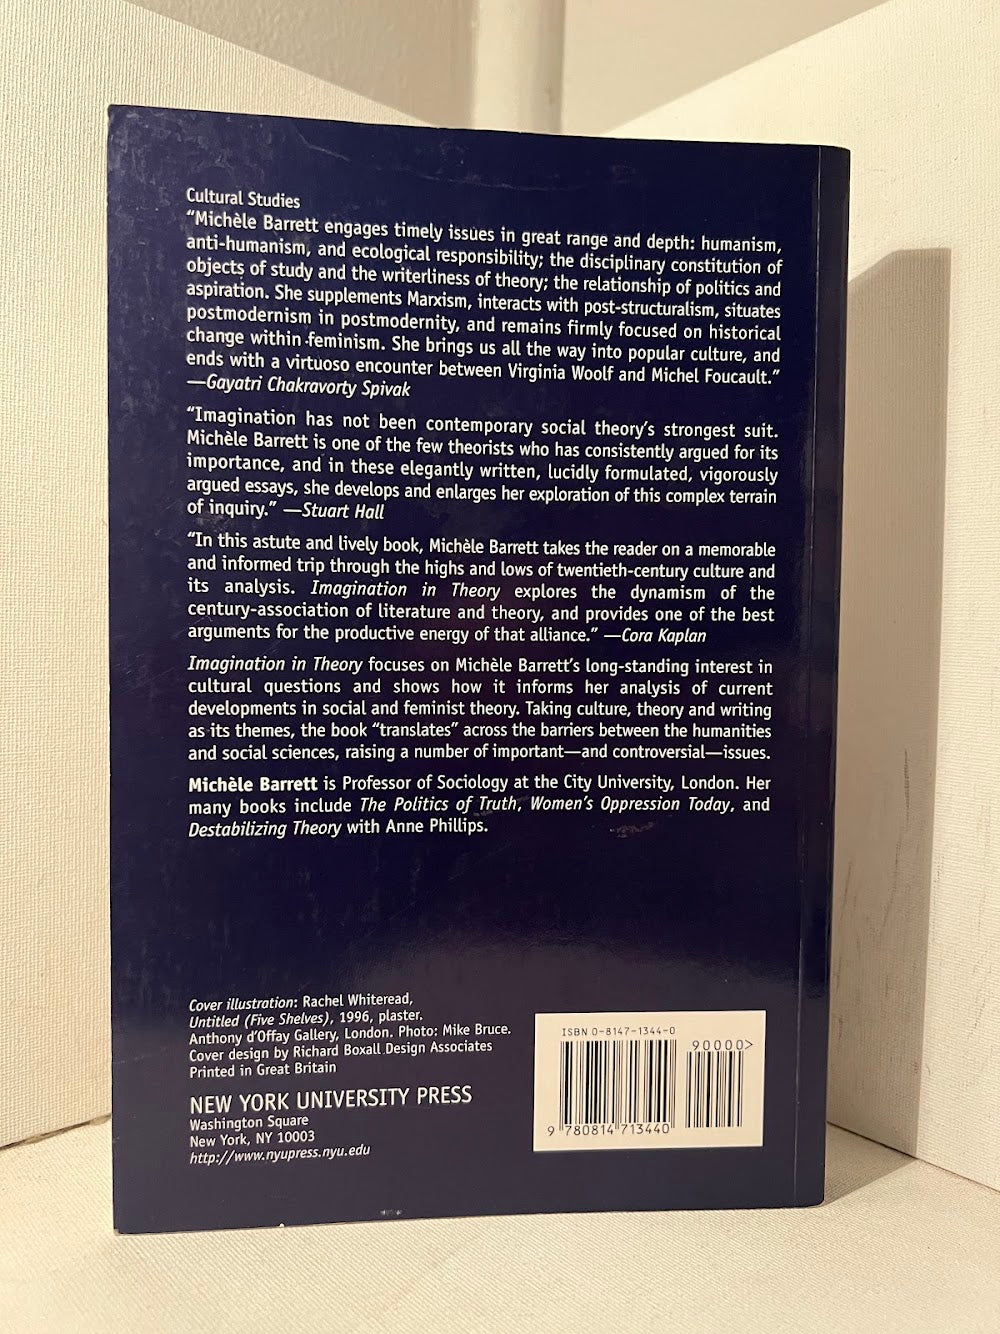 Cultural Studies
“Michèle Barrett engages timely issues in great range and depth: humanism,
anti-humanism, and ecological responsibility; the disciplinary constitution of
objects of study and the writerliness of theory; the relationship of politics and
aspiration. She supplements Marxism, interacts with post-structuralism, situates
postmodernism in postmodernity, and remains firmly focused on historical
change within feminism. She brings us all the way into popular culture, and
ends with a virtuoso encounter between Virginia Woolf and Michel Foucault.”
—Gayatri Chakravorty Spivak
“Imagination has not been contemporary social theory’s strongest suit.
Michèle Barrett is one of the few theorists who has consistently argued for its
importance, and in these elegantly written, lucidly formulated, vigorously
argued essays, she develops and enlarges her exploration of this complex terrain
of inquiry.” —Stuart Hall
“In this astute and lively book, Michèle Barrett takes the reader on a memorable
and informed trip through the highs and lows of twentieth-century culture and
its analysis. Imagination in Theory explores the dynamism of the
century-association of literature and theory, and provides one of the best
arguments for the productive energy of that alliance.” —Cora Kaplan
Imagination in Theory focuses on Michèle Barrett’s long-standing interest in
cultural questions and shows how it informs her analysis of current
developments in social and feminist theory. Taking culture, theory and writing
as its themes, the book “translates” across the barriers between the humanities
and social sciences, raising a number of important—and controversial—issues.
Michèle Barrett is Professor of Sociology at the City University, London. Her
many books include The Politics of Truth, Women’s Oppression Today, and
Destabilizing Theory with Anne Phillips.
Cover illustration: Rachel Whiteread,
Untitled (Five Shelves), 1996, plaster.
Anthony d’Offay Gallery, London. Photo: Mike Bruce.
Cover design by Richard Boxall Design Associates
Printed in Great Britain
NEW YORK UNIVERSITY PRESS
Washington Square
New York, NY 10003
http://www.nyupress.nyu.edu
ISBN 0-8147-1344-0
90000>
9 780814 713440